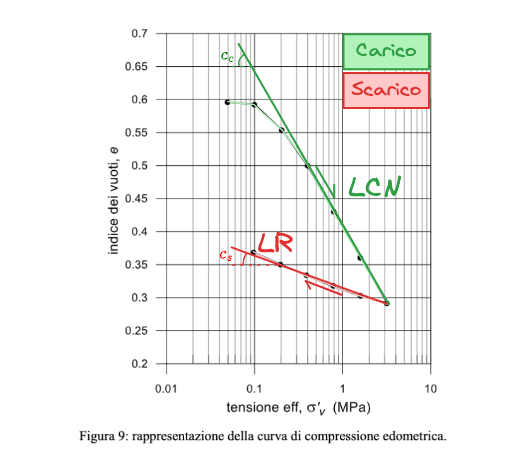 0.7
Carico
0.65
Cc
Scarico
0.6
0.55
0.5
LCN
0.45
indice dei vuoti, e
0.4
LR
0.35
Cs
0.3
0.25
0.2
0.01 0.1 1 10
tensione eff, σ'v (MPa)
Figura 9: rappresentazione della curva di compressione edometrica.